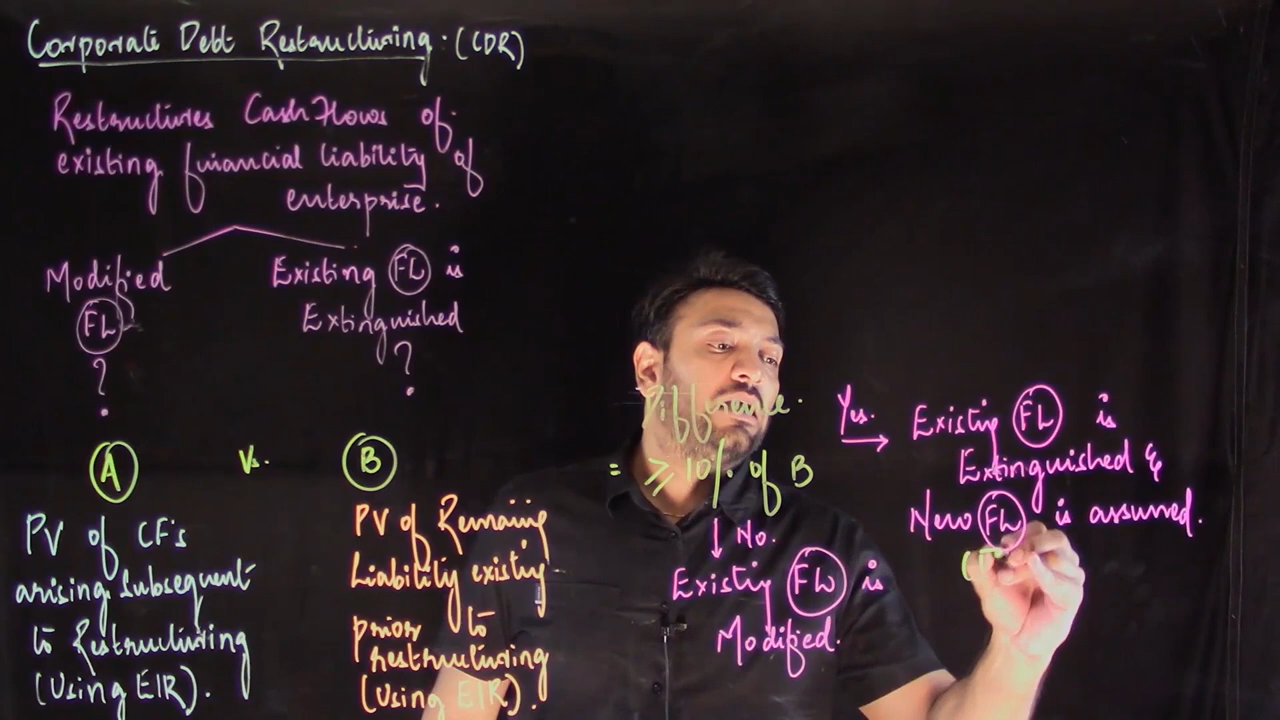 Corporate Debt Restructuring. (CDR)
Restructures Cash Flows of
existing financial liability of
enterprise.
Modified
FL
?
Existing FL is
Extinguished
?
A Vs. B
PV of CFs
arising subsequent
to Restructuring
(Using EIR).
PV of Remaining
Liability existing
prior to
restructuring
(Using EIR).
Difference.
= ≥ 10% of B
No.
Existing FL is
Modified.
Yes.
Existing FL is
Extinguished &
New FL is assumed.